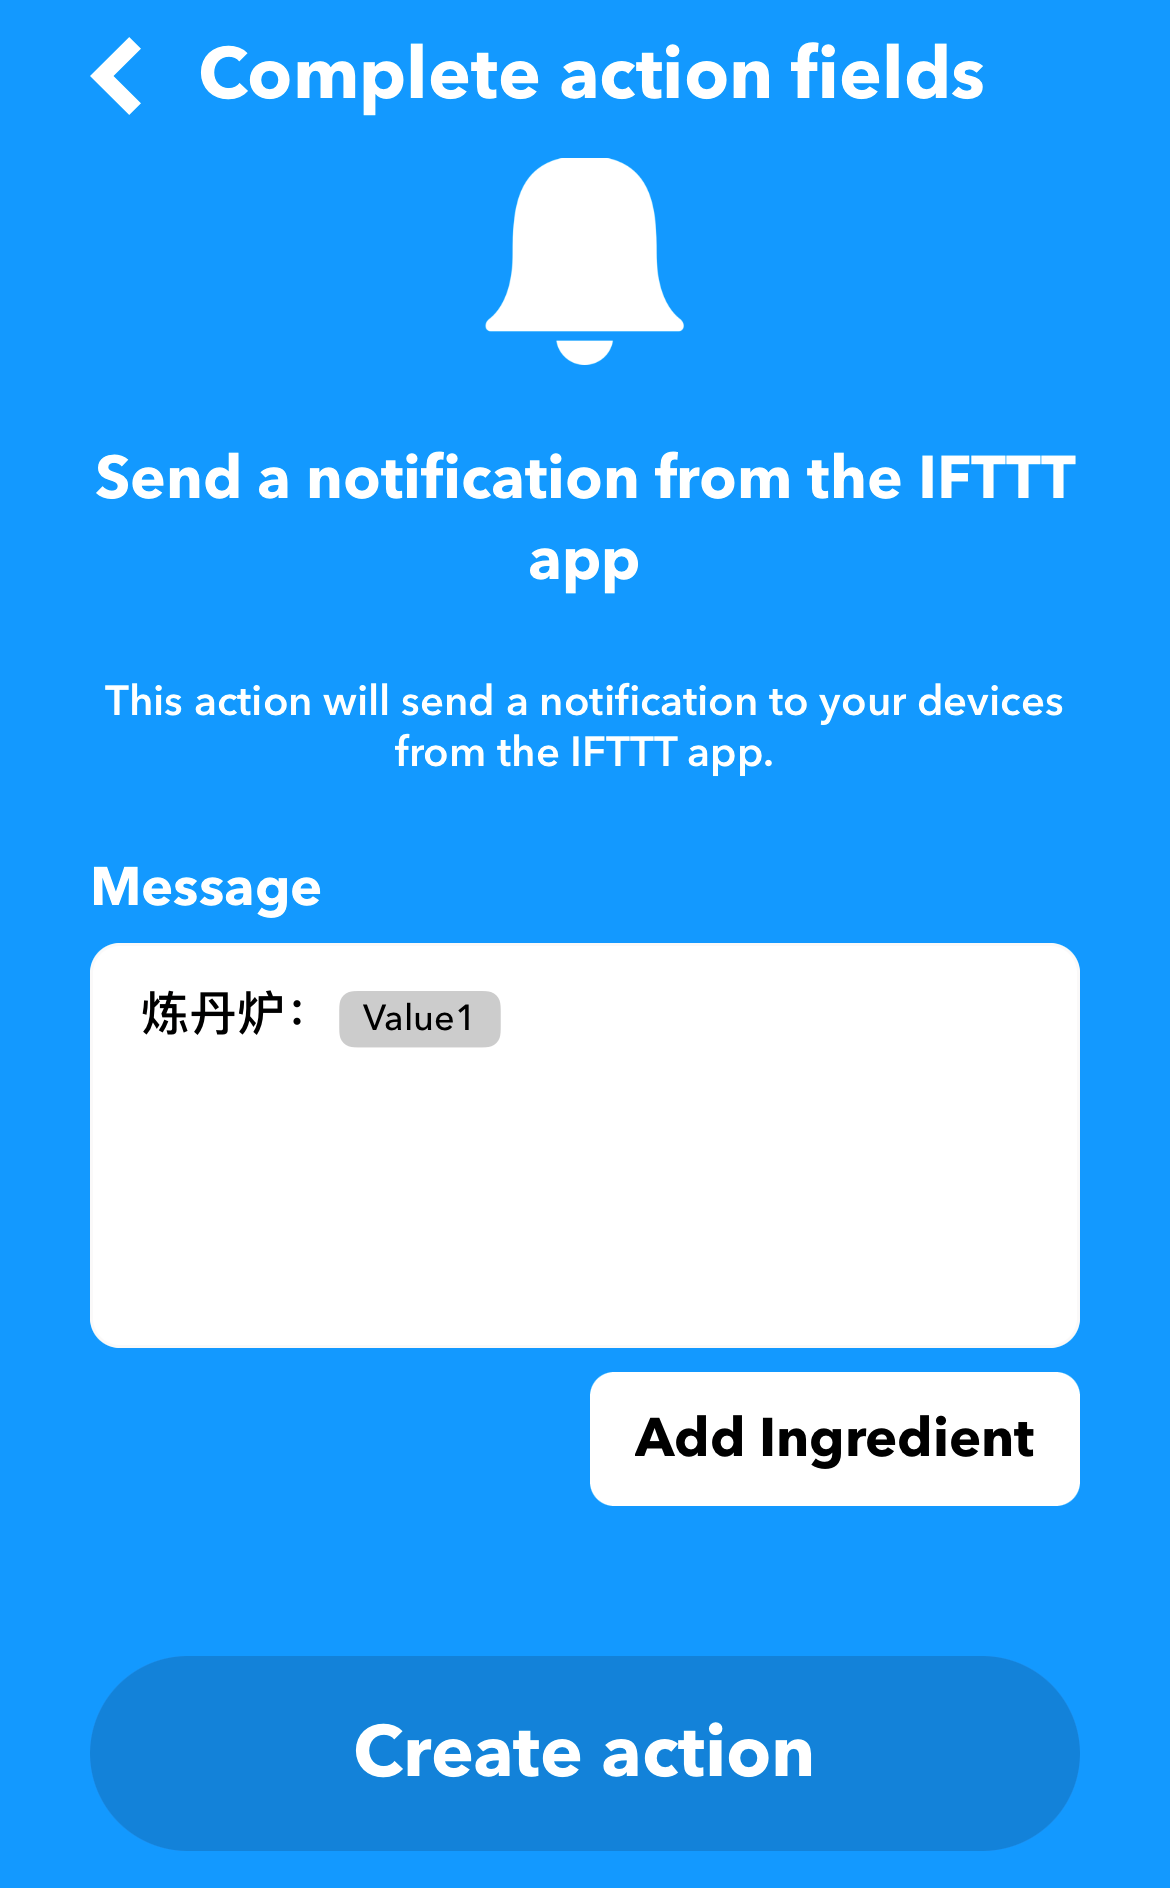 Complete action fields
Send a notification from the IFTTT
app
This action will send a notification to your devices
from the IFTTT app.
Message
炼丹炉： Value1
Add Ingredient
Create action